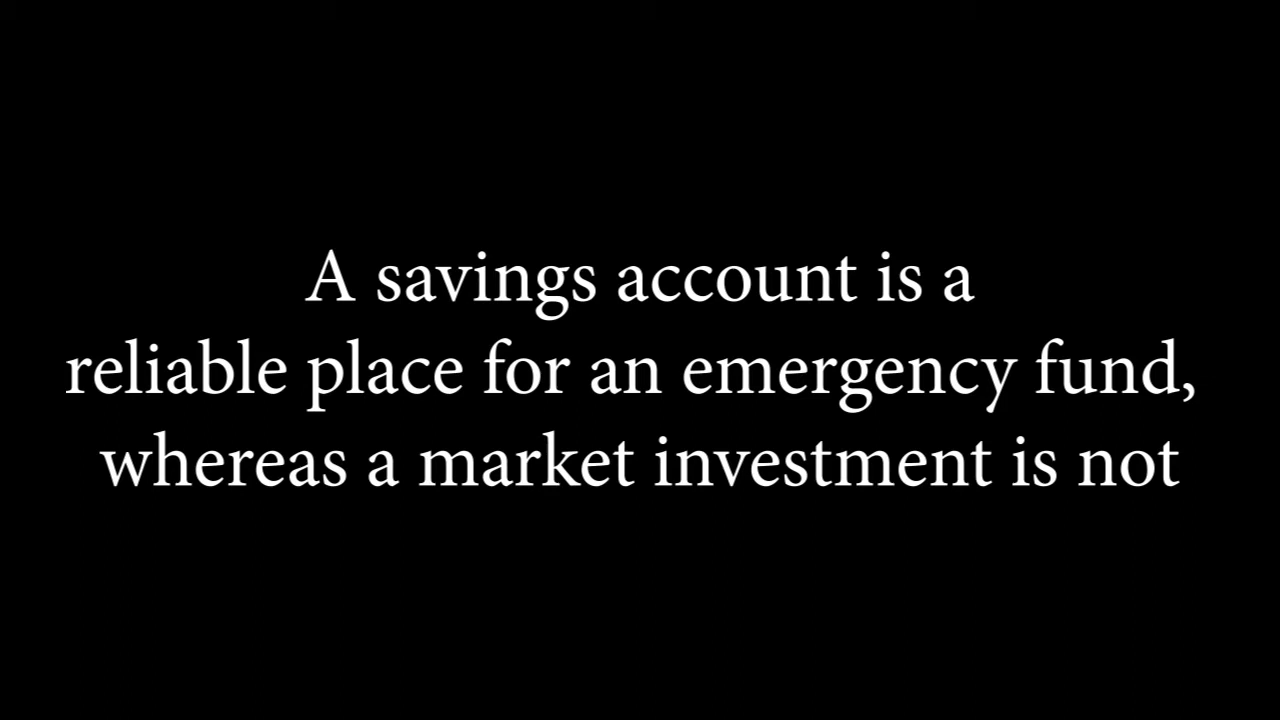 A savings account is a
reliable place for an emergency fund,
whereas a market investment is not